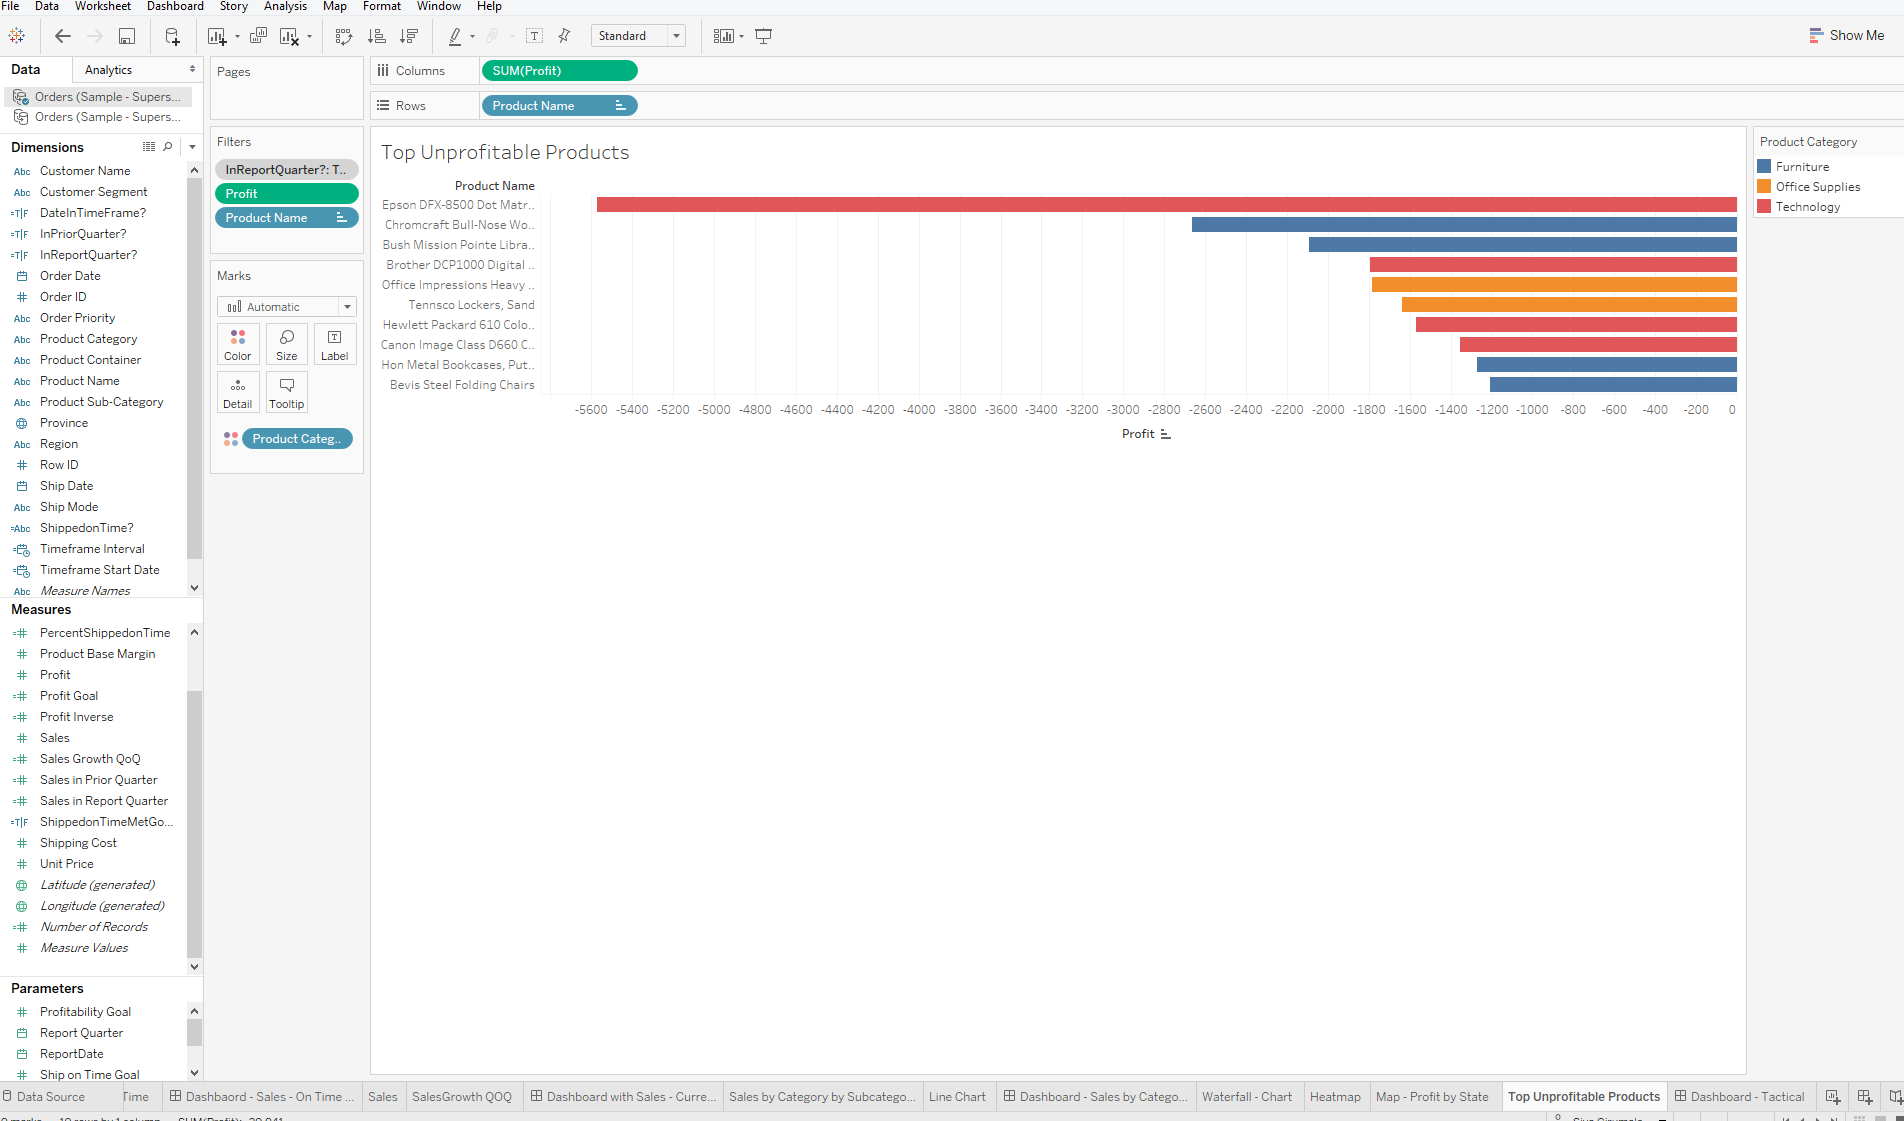 File Data Worksheet Dashboard Story Analysis Map Format Window Help
Standard
Show Me
Data Analytics
Orders (Sample - Supers...
Orders (Sample - Supers...
Dimensions
Abc Customer Name
Abc Customer Segment
=T|F DateInTimeFrame?
=T|F InPriorQuarter?
=T|F InReportQuarter?
Order Date
# Order ID
Abc Order Priority
Abc Product Category
Abc Product Container
Abc Product Name
Abc Product Sub-Category
Province
Abc Region
# Row ID
Ship Date
Abc Ship Mode
=Abc ShippedonTime?
Timeframe Interval
Timeframe Start Date
Abc Measure Names
Measures
=# PercentShippedonTime
# Product Base Margin
# Profit
=# Profit Goal
=# Profit Inverse
# Sales
=# Sales Growth QoQ
=# Sales in Prior Quarter
=# Sales in Report Quarter
=T|F ShippedonTimeMetGo...
# Shipping Cost
# Unit Price
Latitude (generated)
Longitude (generated)
=# Number of Records
# Measure Values
Parameters
# Profitability Goal
Report Quarter
ReportDate
# Ship on Time Goal
Pages
Filters
InReportQuarter?: T..
Profit
Product Name
Marks
Automatic
Color Size Label
Detail Tooltip
Product Categ..
Columns SUM(Profit)
Rows Product Name
Top Unprofitable Products
Product Name
Epson DFX-8500 Dot Matr..
Chromcraft Bull-Nose Wo..
Bush Mission Pointe Libra..
Brother DCP1000 Digital ..
Office Impressions Heavy ..
Tennsco Lockers, Sand
Hewlett Packard 610 Colo..
Canon Image Class D660 C..
Hon Metal Bookcases, Put..
Bevis Steel Folding Chairs
-5600 -5400 -5200 -5000 -4800 -4600 -4400 -4200 -4000 -3800 -3600 -3400 -3200 -3000 -2800 -2600 -2400 -2200 -2000 -1800 -1600 -1400 -1200 -1000 -800 -600 -400 -200 0
Profit
Product Category
Furniture
Office Supplies
Technology
Data Source Time Dashbaord - Sales - On Time ... Sales SalesGrowth QOQ Dashboard with Sales - Curre... Sales by Category by Subcatego... Line Chart Dashboard - Sales by Catego... Waterfall - Chart Heatmap Map - Profit by State Top Unprofitable Products Dashboard - Tactical